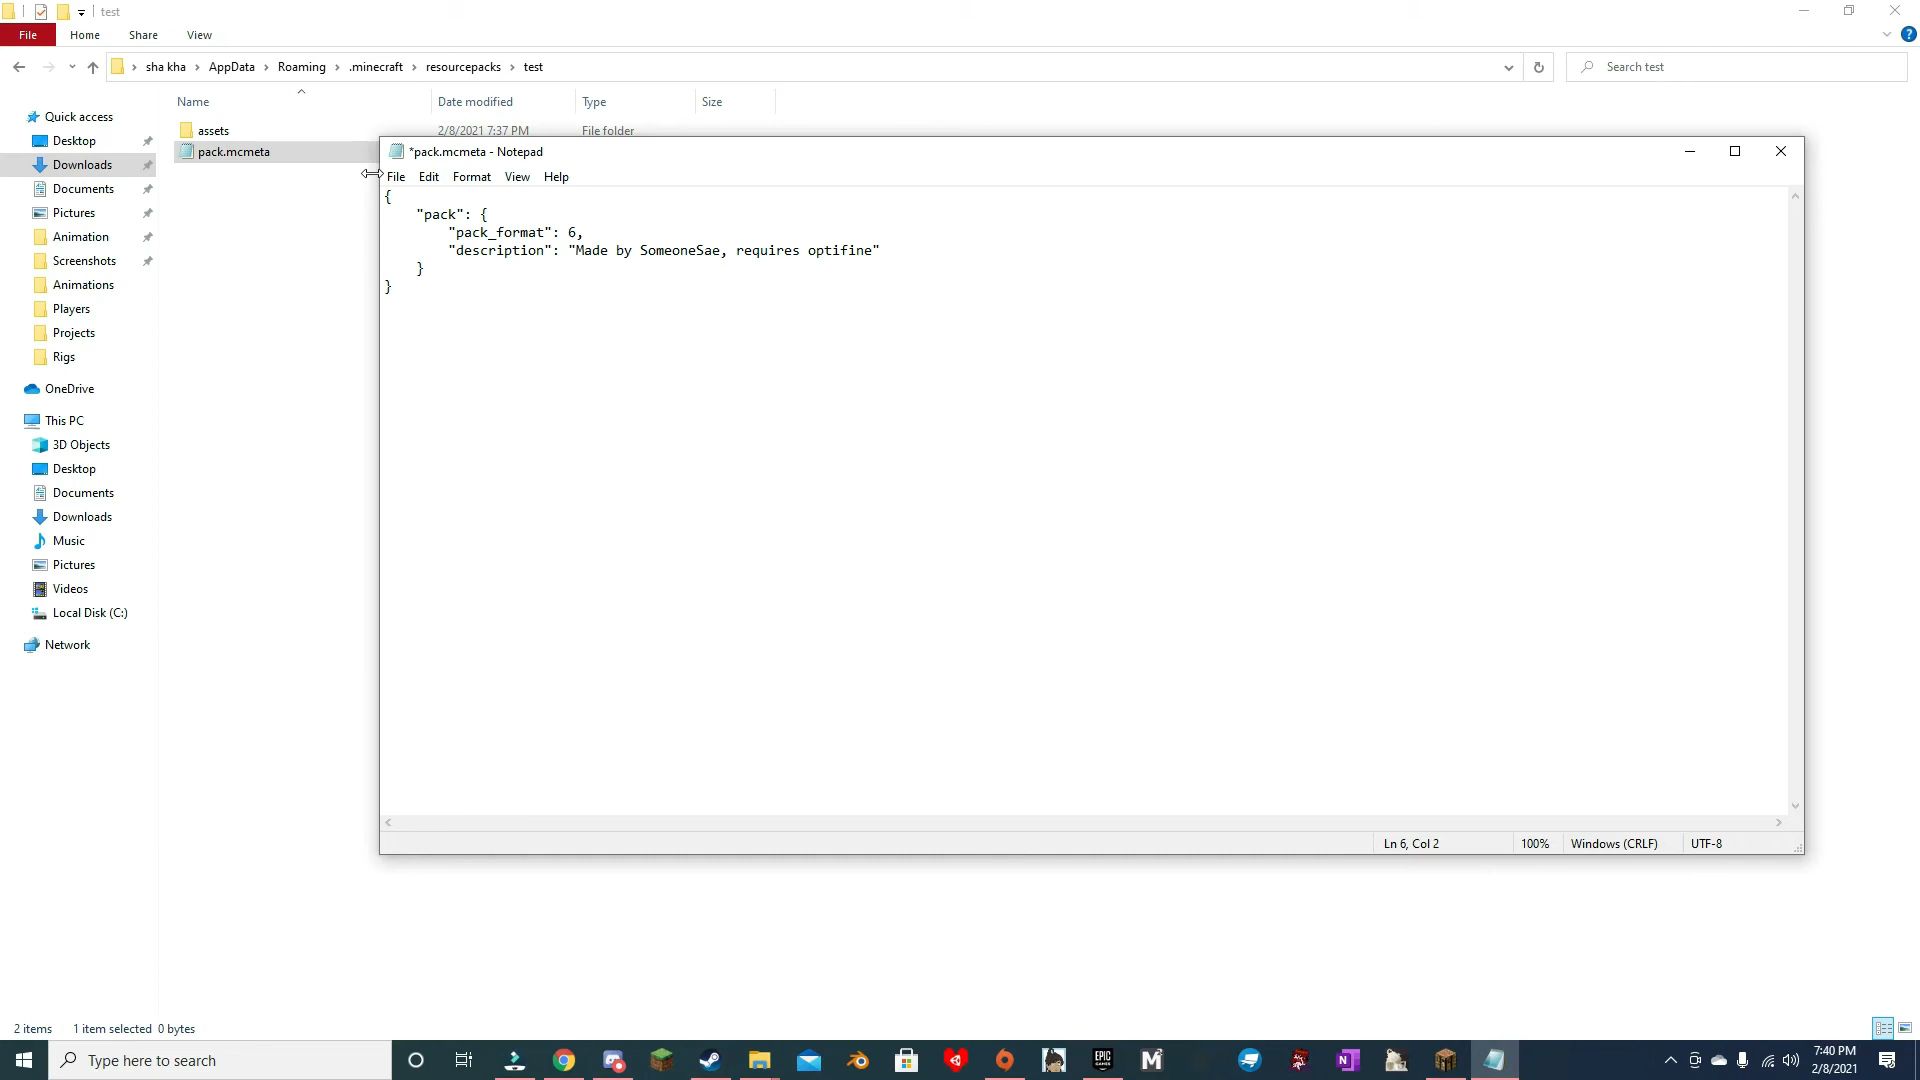 test
File Home Share View
sha kha AppData Roaming .minecraft resourcepacks test
Search test
Name Date modified Type Size
assets 2/8/2021 7:37 PM File folder
pack.mcmeta
Quick access
Desktop
Downloads
Documents
Pictures
Animation
Screenshots
Animations
Players
Projects
Rigs
OneDrive
This PC
3D Objects
Desktop
Documents
Downloads
Music
Pictures
Videos
Local Disk (C:)
Network
*pack.mcmeta - Notepad
File Edit Format View Help
{
"pack": {
"pack_format": 6,
"description": "Made by SomeoneSae, requires optifine"
}
}
Ln 6, Col 2 100% Windows (CRLF) UTF-8
2 items 1 item selected 0 bytes
Type here to search
EPIC GAMES
7:40 PM
2/8/2021